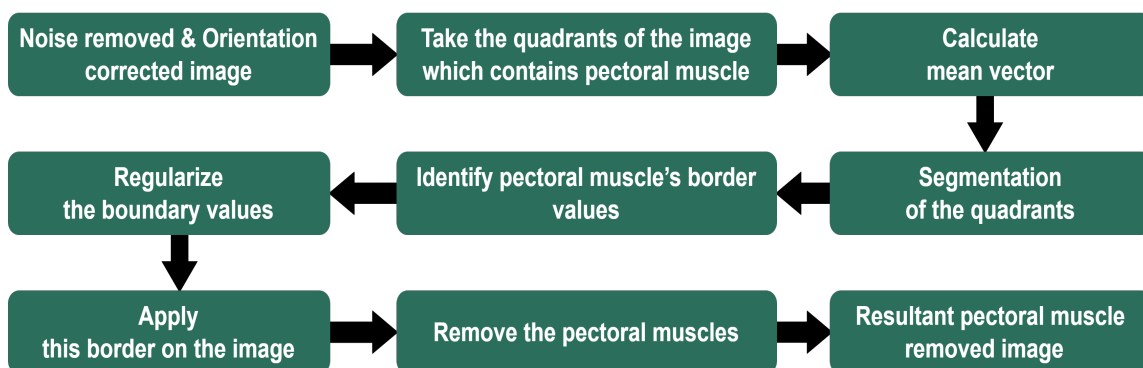 Noise removed & Orientation
corrected image
Take the quadrants of the image
which contains pectoral muscle
Calculate
mean vector
Segmentation
of the quadrants
Identify pectoral muscle's border
values
Regularize
the boundary values
Apply
this border on the image
Remove the pectoral muscles
Resultant pectoral muscle
removed image